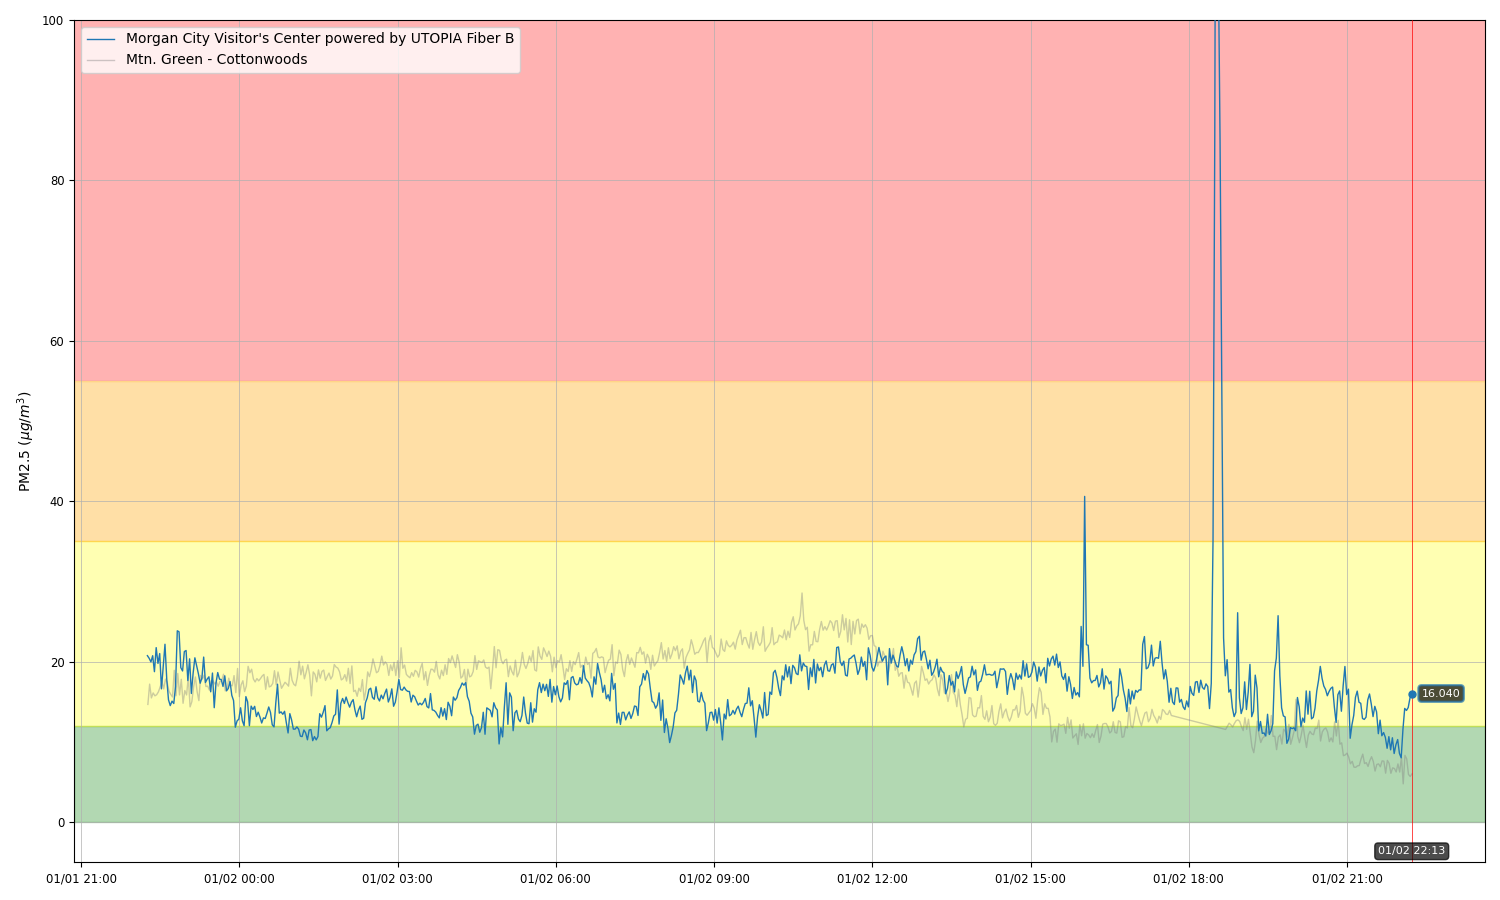 100
80
60
40
20
0
PM2.5 (μg/m³)
Morgan City Visitor's Center powered by UTOPIA Fiber B
Mtn. Green - Cottonwoods
16.040
01/02 22:13
01/01 21:00 01/02 00:00 01/02 03:00 01/02 06:00 01/02 09:00 01/02 12:00 01/02 15:00 01/02 18:00 01/02 21:00